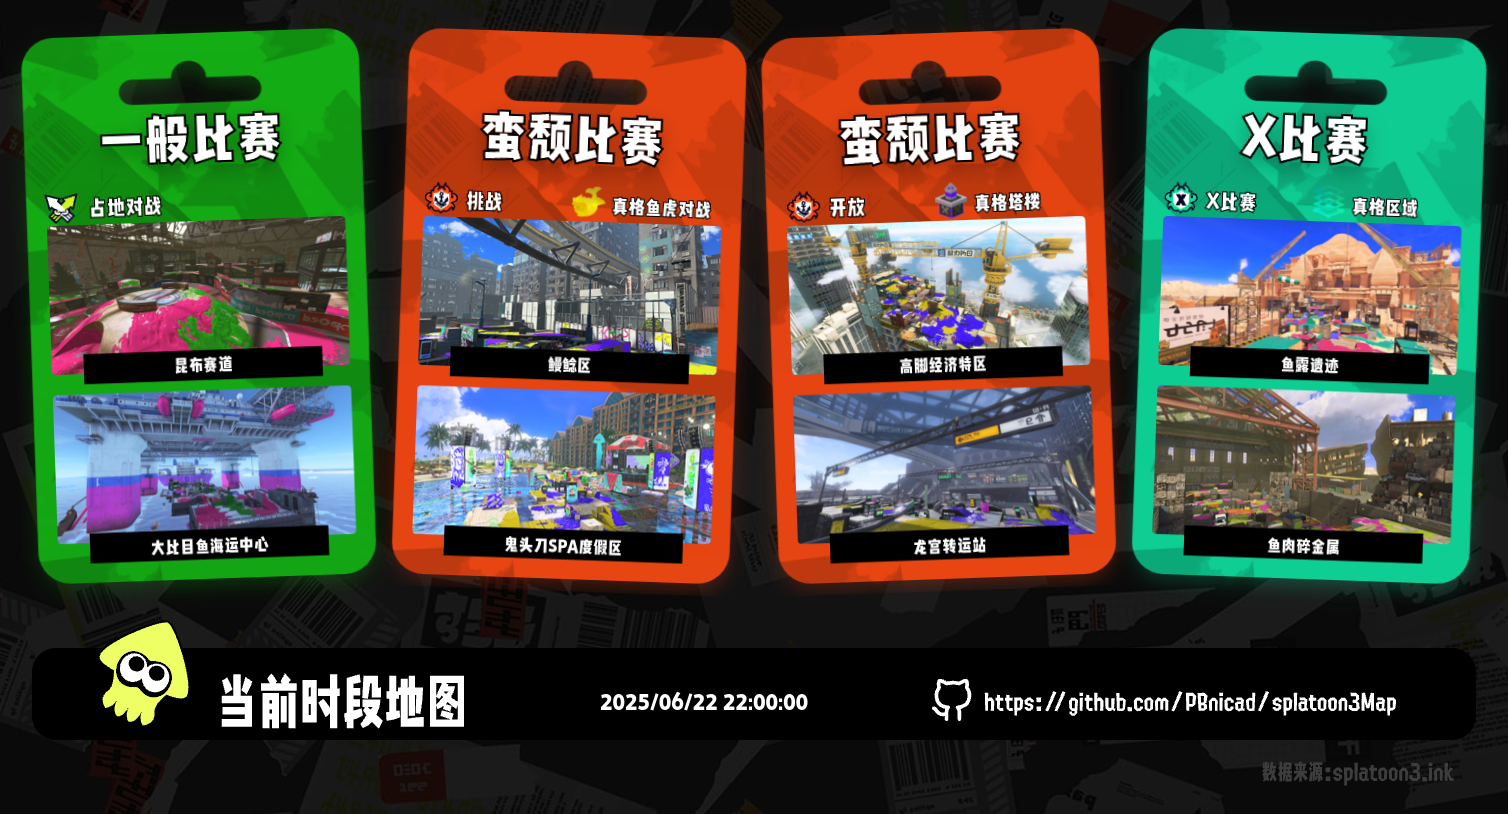 一般比赛
占地对战
昆布赛道
大比目鱼海运中心
蛮颓比赛
挑战
真格鱼虎对战
鳗鲶区
鬼头刀SPA度假区
蛮颓比赛
开放
真格塔楼
高脚经济特区
龙宫转运站
X比赛
X比赛
真格区域
鱼露遗迹
鱼肉碎金属
当前时段地图
2025/06/22 22:00:00
https://github.com/PBnicad/splatoon3Map
数据来源:splatoon3.ink